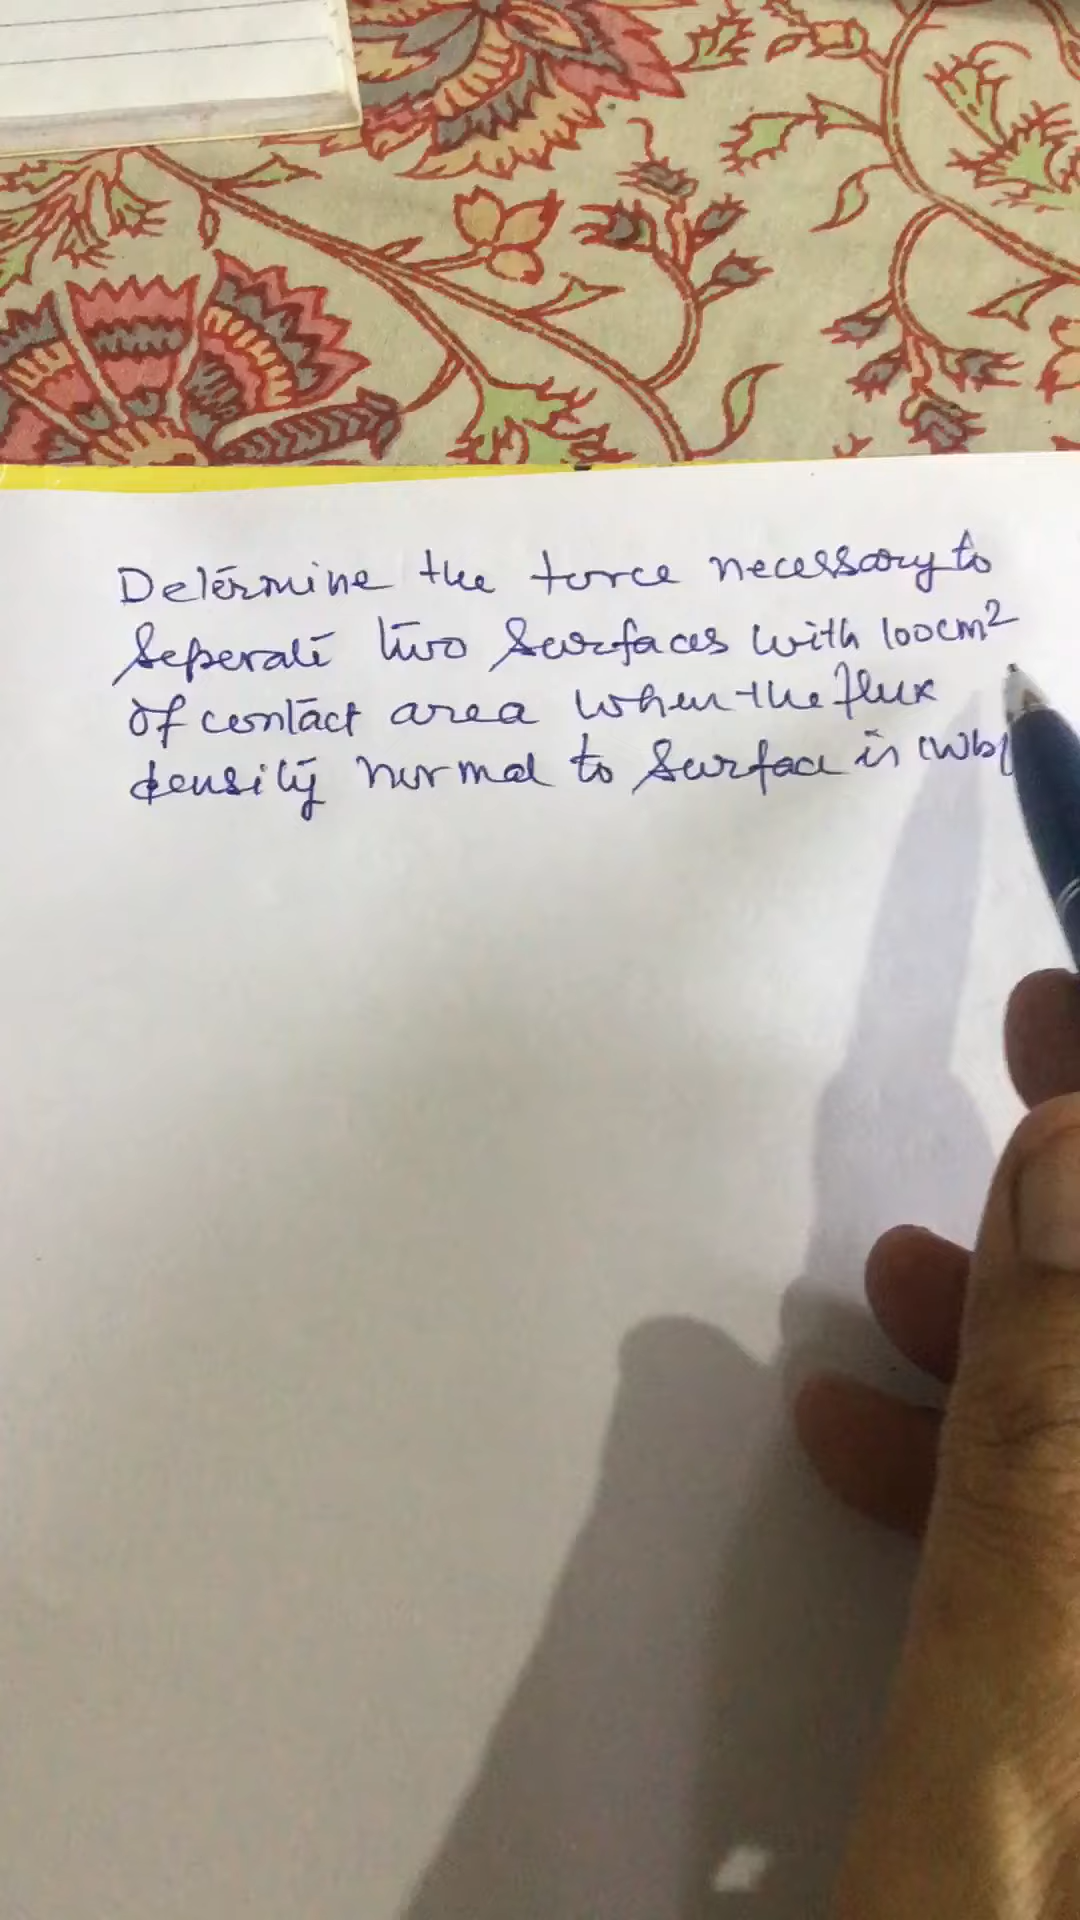 Determine the force necessary to
Seperate two Surfaces with 100cm²
of contact area when the flux
density normal to Surface is 1Wb/